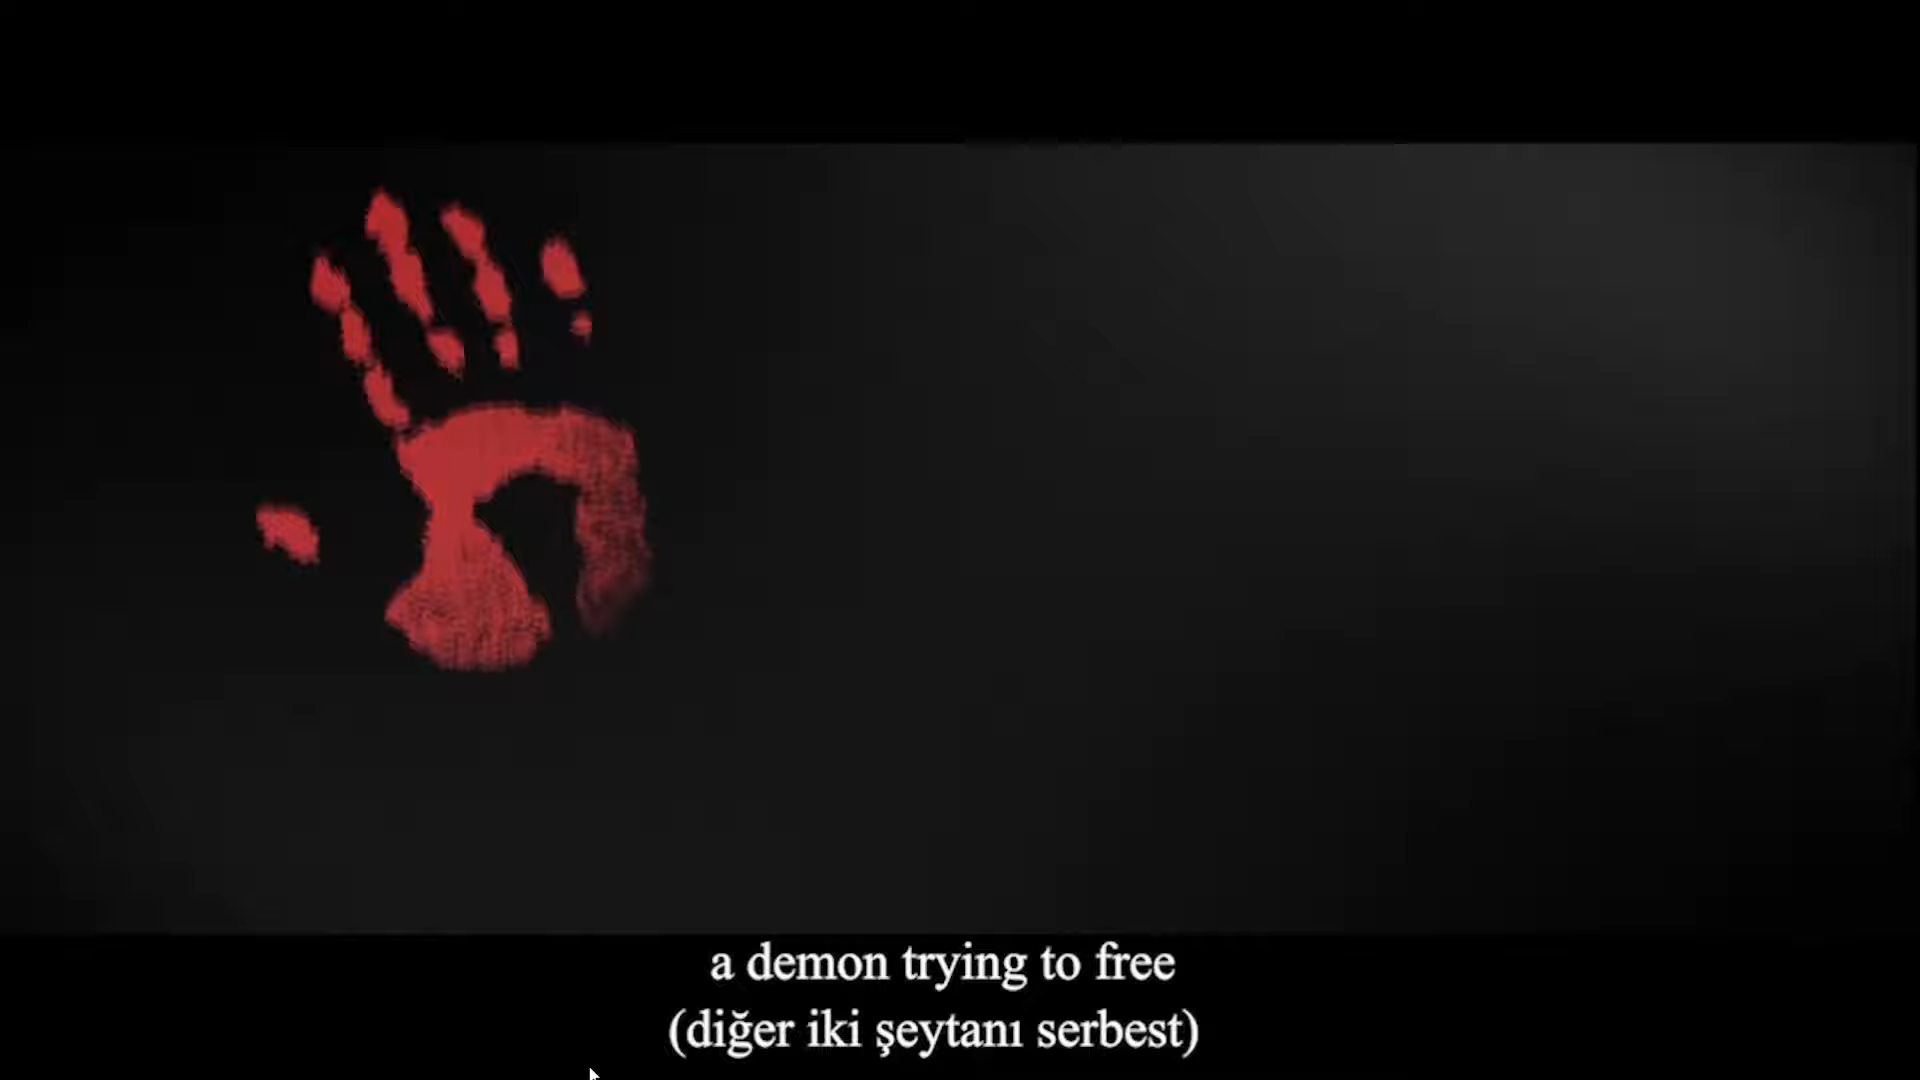 a demon trying to free
(diğer iki şeytanı serbest)